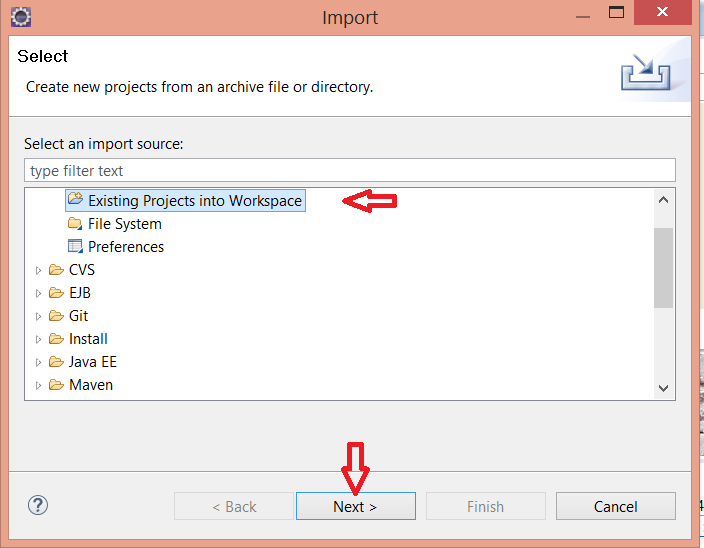 Import
Select
Create new projects from an archive file or directory.
Select an import source:
type filter text
Existing Projects into Workspace
File System
Preferences
CVS
EJB
Git
Install
Java EE
Maven
< Back Next > Finish Cancel